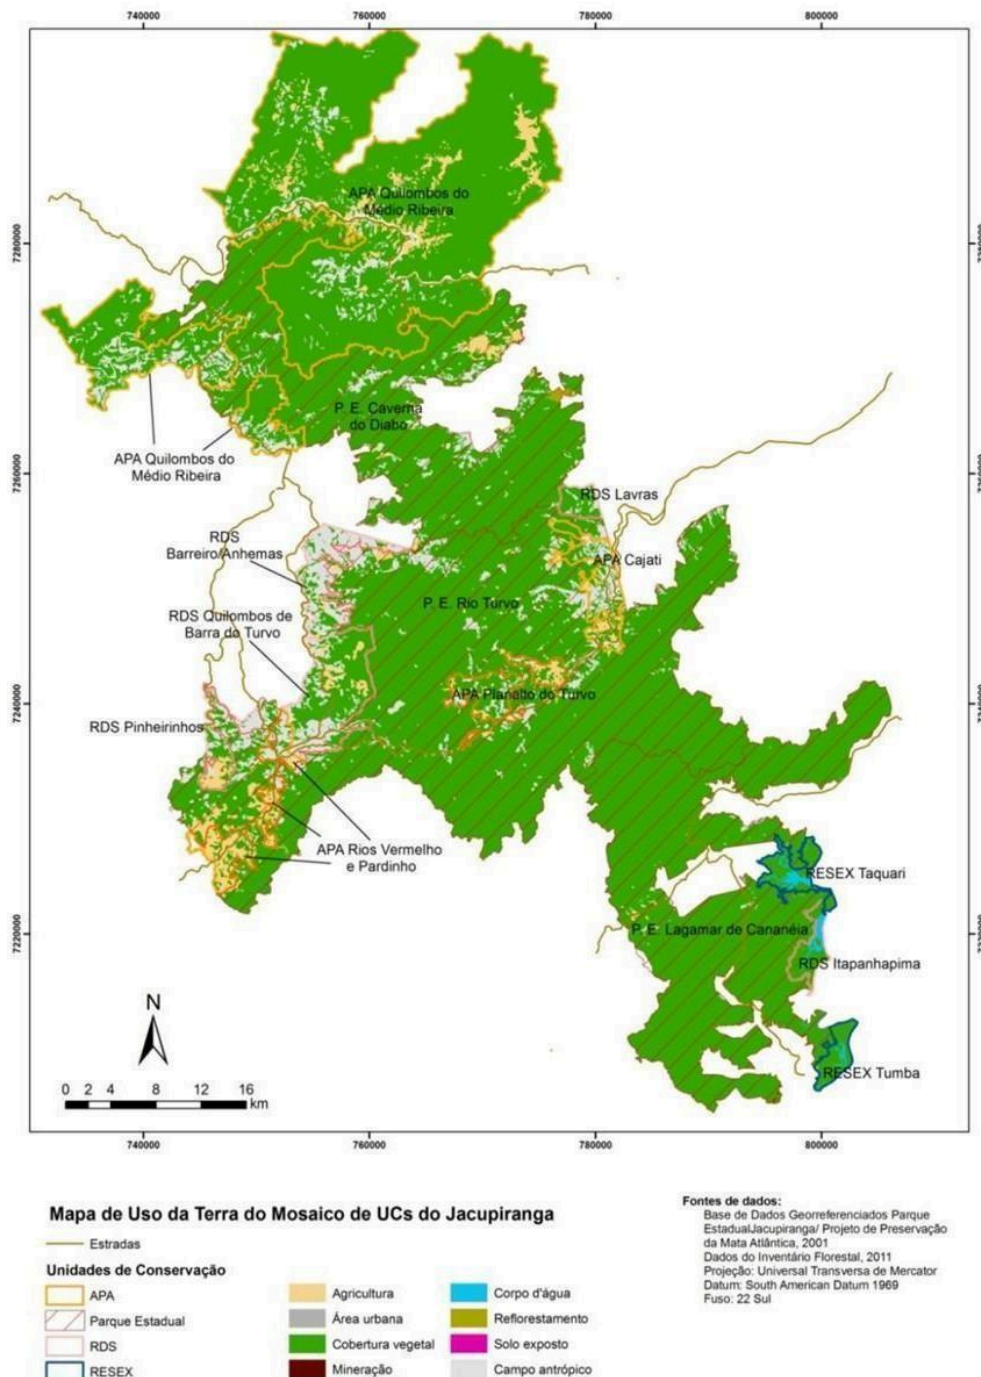 740000 760000 780000 800000
7280000
7260000
7240000
7220000
APA Quilombos do
Médio Ribeira
P. E. Caverna
do Diabo
APA Quilombos do
Médio Ribeira
RDS Lavras
RDS
Barreiro/Anhemas
APA Cajati
P. E. Rio Turvo
RDS Quilombos de
Barra do Turvo
APA Planalto do Turvo
RDS Pinheirinhos
APA Rios Vermelho
e Pardinho
RESEX Taquari
P. E. Lagamar de Cananéia
RDS Itapanhapima
RESEX Tumba
N
0 2 4 8 12 16
km
740000 760000 780000 800000
Mapa de Uso da Terra do Mosaico de UCs do Jacupiranga
Estradas
Unidades de Conservação
APA
Parque Estadual
RDS
RESEX
Agricultura
Área urbana
Cobertura vegetal
Mineração
Corpo d'água
Reflorestamento
Solo exposto
Campo antrópico
Fontes de dados:
Base de Dados Georreferenciados Parque
EstadualJacupiranga/ Projeto de Preservação
da Mata Atlântica, 2001
Dados do Inventário Florestal, 2011
Projeção: Universal Transversa de Mercator
Datum: South American Datum 1969
Fuso: 22 Sul